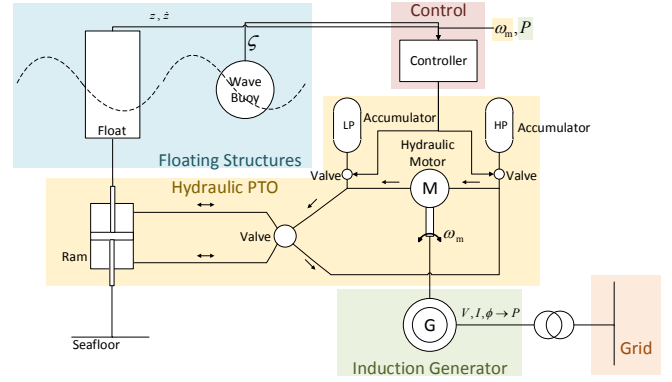 Control
z, ż
ωm, P
ς
Controller
Wave
Buoy
Float
LP
Accumulator
HP
Accumulator
Hydraulic
Motor
Floating Structures
Valve
Valve
Hydraulic PTO
M
Valve
ωm
Ram
Seafloor
G
V, I, ϕ → P
Grid
Induction Generator